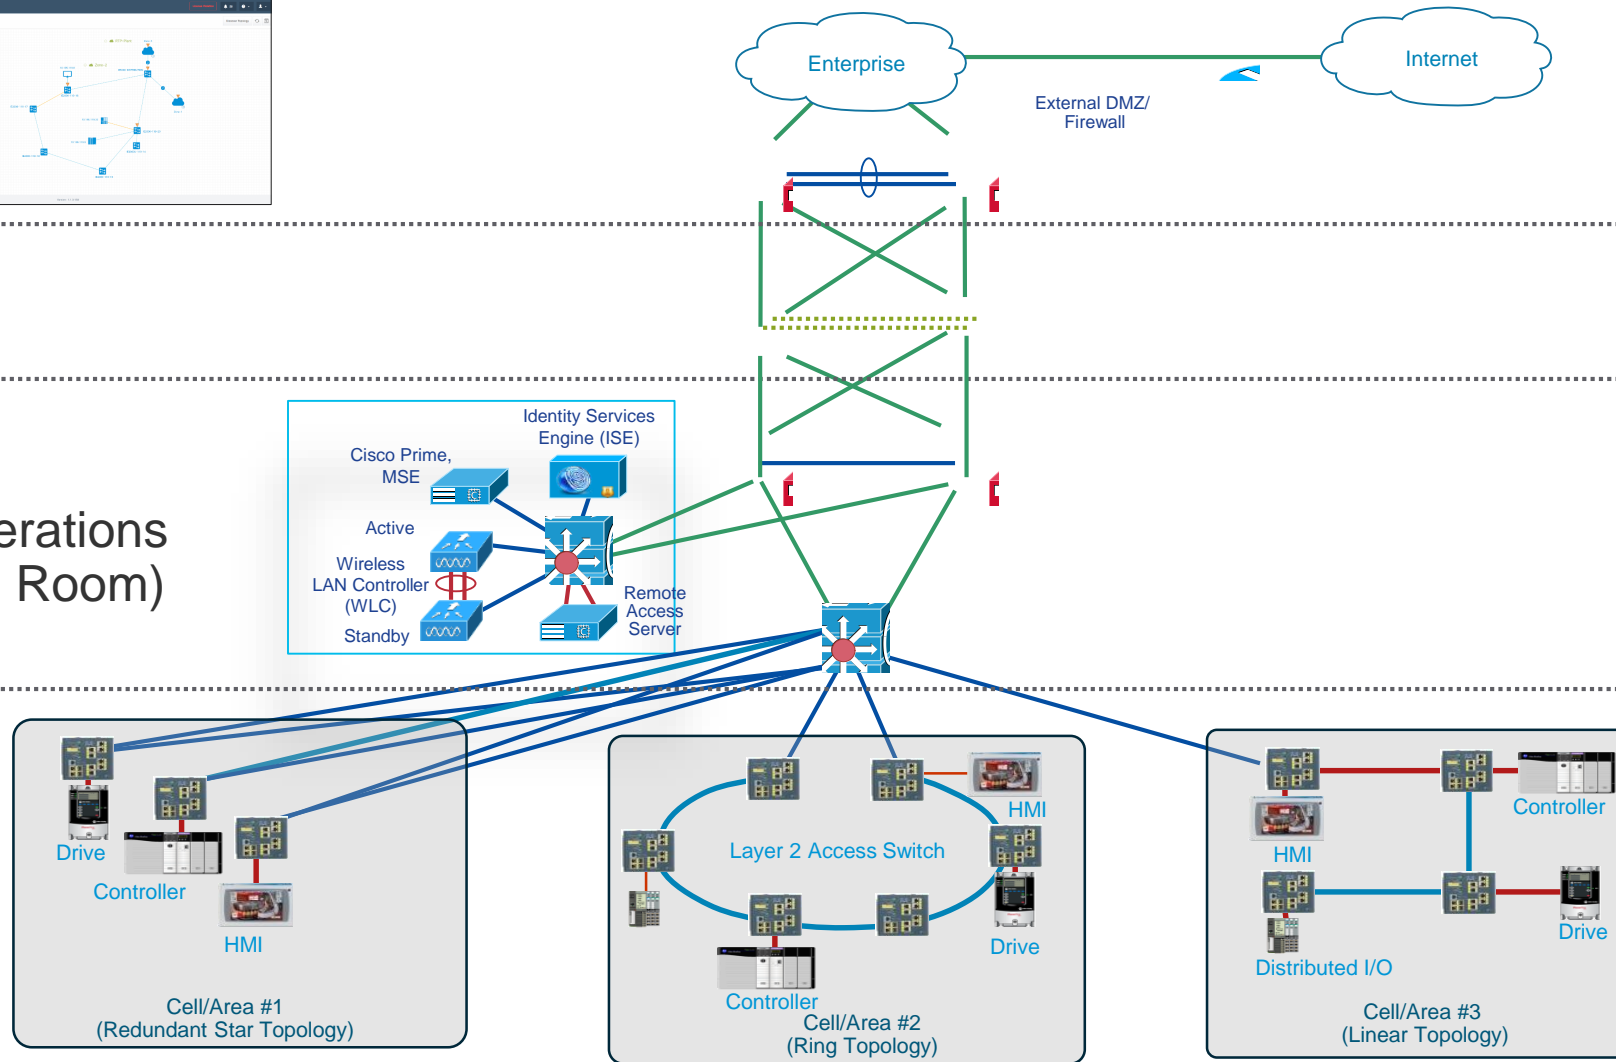 Enterprise
Internet
External DMZ/
Firewall
Identity Services
Engine (ISE)
Cisco Prime,
MSE
Active
Wireless
LAN Controller
(WLC)
Standby
Remote
Access
Server
erations
Room)
Drive
Controller
HMI
Cell/Area #1
(Redundant Star Topology)
HMI
Layer 2 Access Switch
Drive
Controller
Cell/Area #2
(Ring Topology)
Controller
HMI
Drive
Distributed I/O
Cell/Area #3
(Linear Topology)